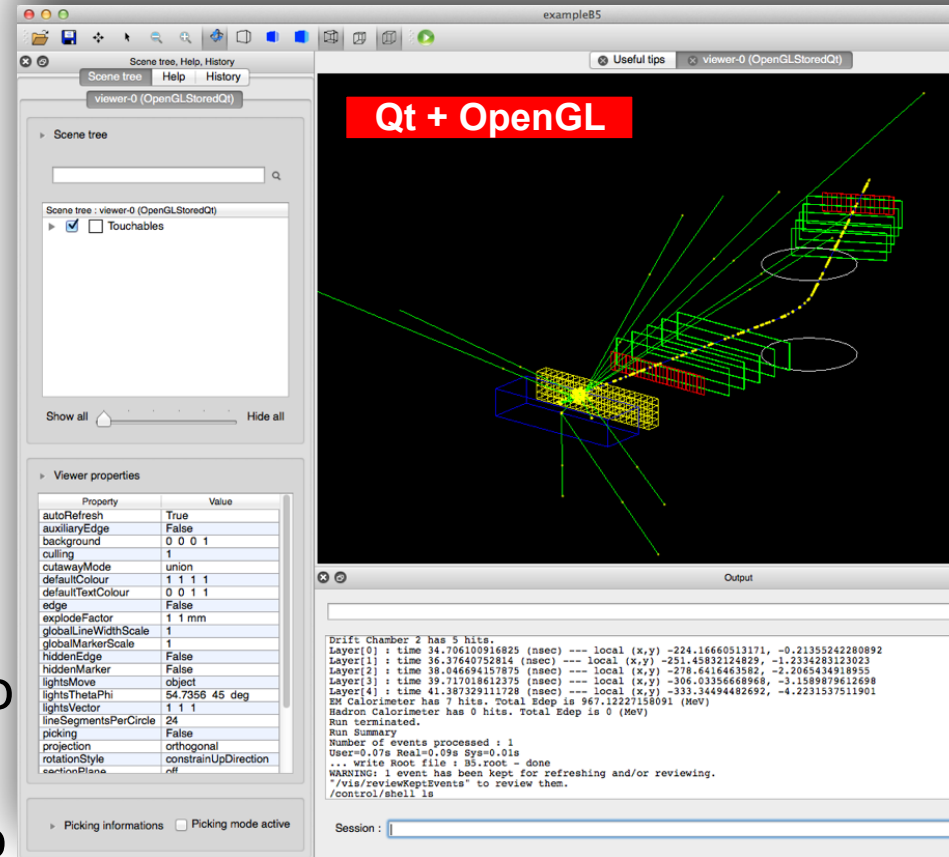 exampleB5
Scene tree, Help, History
Scene tree Help History
viewer-0 (OpenGLStoredQt)
Scene tree
Scene tree : viewer-0 (OpenGLStoredQt)
Touchables
Show all Hide all
Viewer properties
Property Value
autoRefresh True
auxiliaryEdge False
background 0 0 0 1
culling 1
cutawayMode union
defaultColour 1 1 1 1
defaultTextColour 0 0 1 1
edge False
explodeFactor 1 1 mm
globalLineWidthScale 1
globalMarkerScale 1
hiddenEdge False
hiddenMarker False
lightsMove object
lightsThetaPhi 54.7356 45 deg
lightsVector 1 1 1
lineSegmentsPerCircle 24
picking False
projection orthogonal
rotationStyle constrainUpDirection
sectionPlane off
Picking informations Picking mode active
Useful tips viewer-0 (OpenGLStoredQt)
Qt + OpenGL
Output
Drift Chamber 2 has 5 hits.
Layer[0] : time 34.706100916825 (nsec) --- local (x,y) -224.16660513171, -0.21355242280892
Layer[1] : time 36.37640752814 (nsec) --- local (x,y) -251.45832124829, -1.2334283123023
Layer[2] : time 38.046694157875 (nsec) --- local (x,y) -278.6416463582, -2.2065434918955
Layer[3] : time 39.717018612375 (nsec) --- local (x,y) -306.03356668968, -3.1589879612698
Layer[4] : time 41.387329111728 (nsec) --- local (x,y) -333.34494482692, -4.2231537511901
EM Calorimeter has 7 hits. Total Edep is 967.12227158091 (MeV)
Hadron Calorimeter has 0 hits. Total Edep is 0 (MeV)
Run terminated.
Run Summary
Number of events processed : 1
User=0.07s Real=0.09s Sys=0.01s
... write Root file : B5.root - done
WARNING: 1 event has been kept for refreshing and/or reviewing.
"/vis/reviewKeptEvents" to review them.
/control/shell ls
Session :